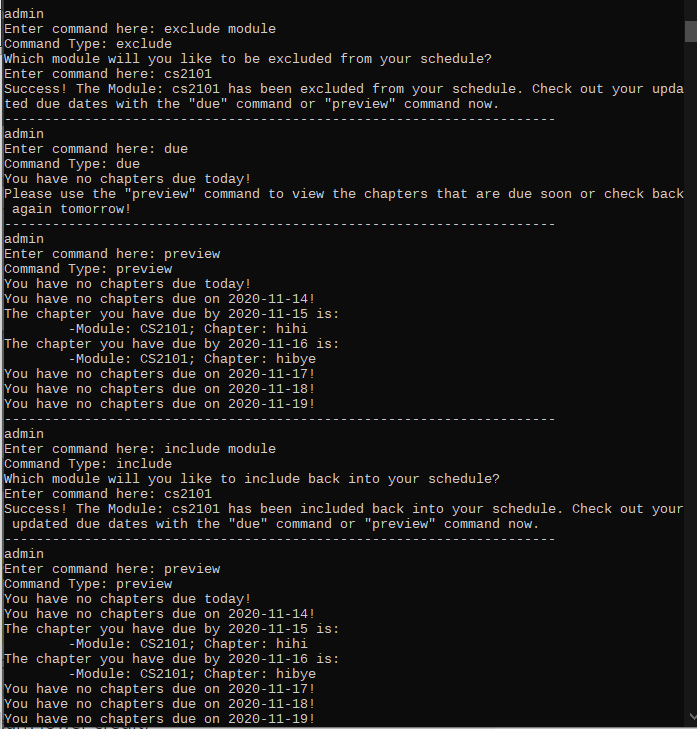 admin
Enter command here: exclude module
Command Type: exclude
Which module will you like to be excluded from your schedule?
Enter command here: cs2101
Success! The Module: cs2101 has been excluded from your schedule. Check out your upda
ted due dates with the "due" command or "preview" command now.
---------------------------------------------------------------------
admin
Enter command here: due
Command Type: due
You have no chapters due today!
Please use the "preview" command to view the chapters that are due soon or check back
 again tomorrow!
---------------------------------------------------------------------
admin
Enter command here: preview
Command Type: preview
You have no chapters due today!
You have no chapters due on 2020-11-14!
The chapter you have due by 2020-11-15 is:
        -Module: CS2101; Chapter: hihi
The chapter you have due by 2020-11-16 is:
        -Module: CS2101; Chapter: hibye
You have no chapters due on 2020-11-17!
You have no chapters due on 2020-11-18!
You have no chapters due on 2020-11-19!
---------------------------------------------------------------------
admin
Enter command here: include module
Command Type: include
Which module will you like to include back into your schedule?
Enter command here: cs2101
Success! The Module: cs2101 has been included back into your schedule. Check out your
 updated due dates with the "due" command or "preview" command now.
---------------------------------------------------------------------
admin
Enter command here: preview
Command Type: preview
You have no chapters due today!
You have no chapters due on 2020-11-14!
The chapter you have due by 2020-11-15 is:
        -Module: CS2101; Chapter: hihi
The chapter you have due by 2020-11-16 is:
        -Module: CS2101; Chapter: hibye
You have no chapters due on 2020-11-17!
You have no chapters due on 2020-11-18!
You have no chapters due on 2020-11-19!